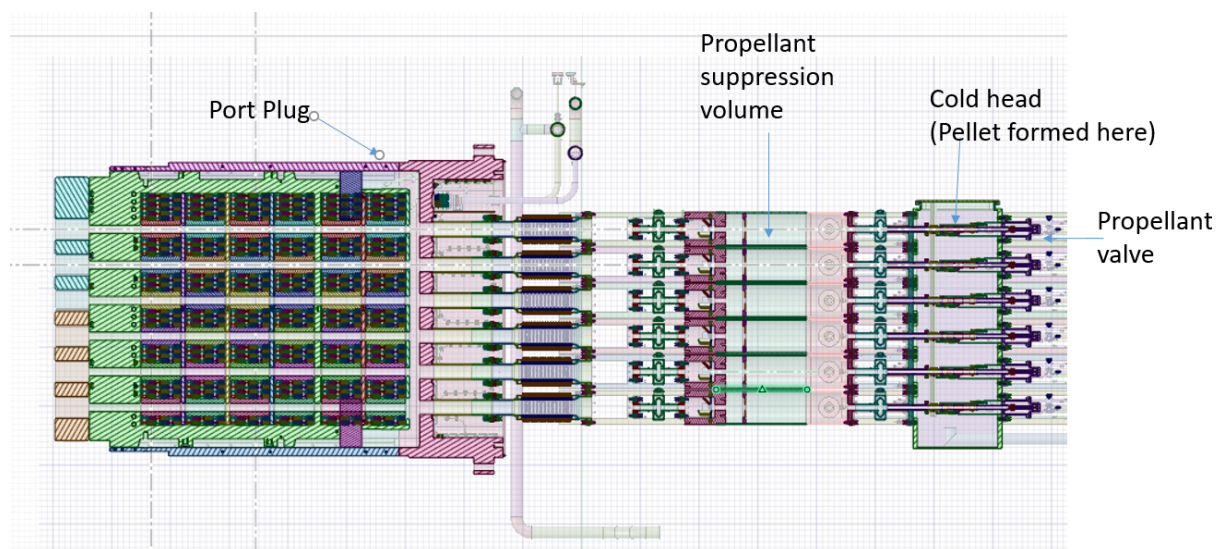 Port Plug
Propellant
suppression
volume
Cold head
(Pellet formed here)
Propellant
valve